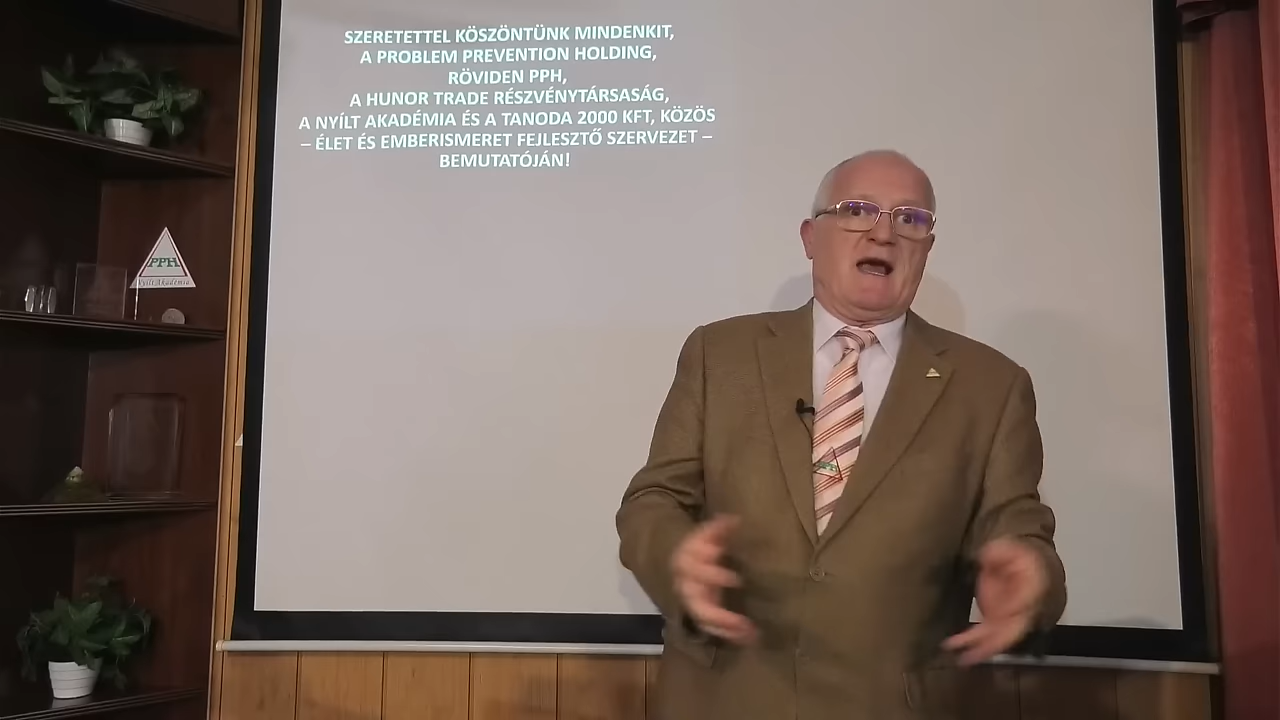 SZERETETTEL KÖSZÖNTÜNK MINDENKIT,
A PROBLEM PREVENTION HOLDING,
RÖVIDEN PPH,
A HUNOR TRADE RÉSZVÉNYTÁRSASÁG,
A NYÍLT AKADÉMIA ÉS A TANODA 2000 KFT, KÖZÖS
– ÉLET ÉS EMBERISMERET FEJLESZTŐ SZERVEZET –
BEMUTATÓJÁN!
PPH
Nyílt Akadémia
PPH